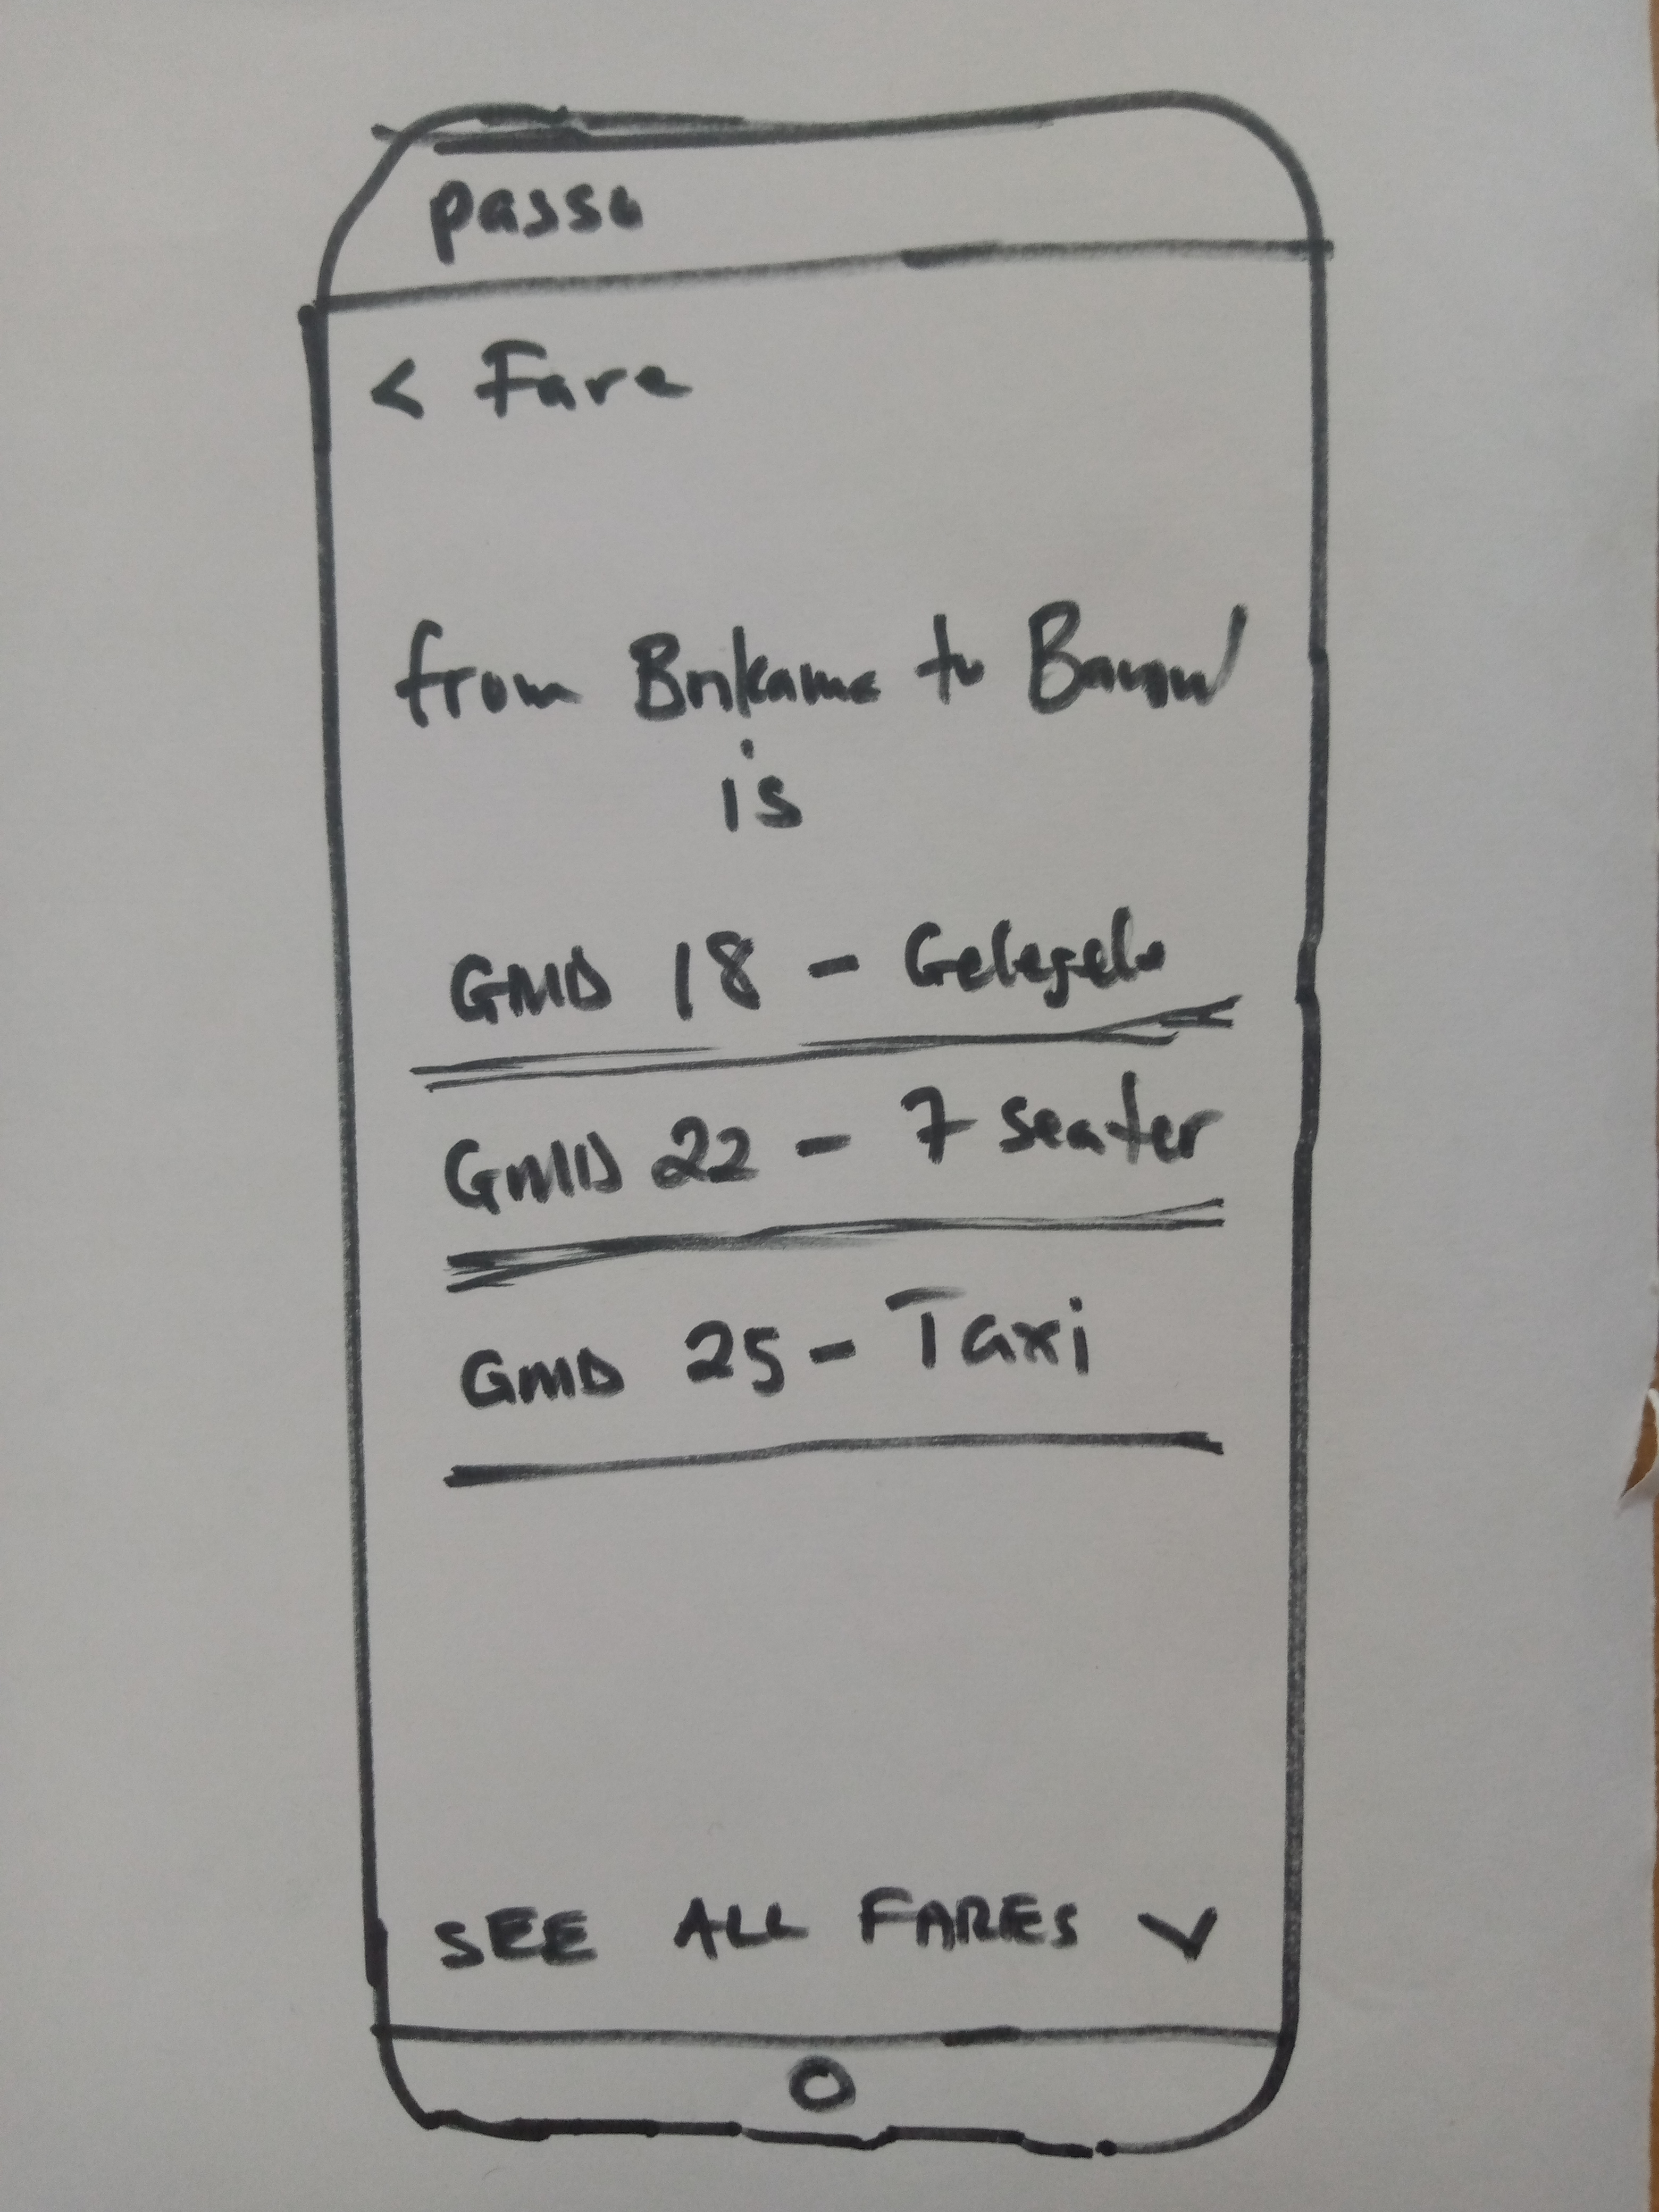 passo
< Fare
from Brikama to Banjul
is
GMD 18 - Gelegele
GMD 22 - 7 seater
GMD 25 - Taxi
SEE ALL FARES